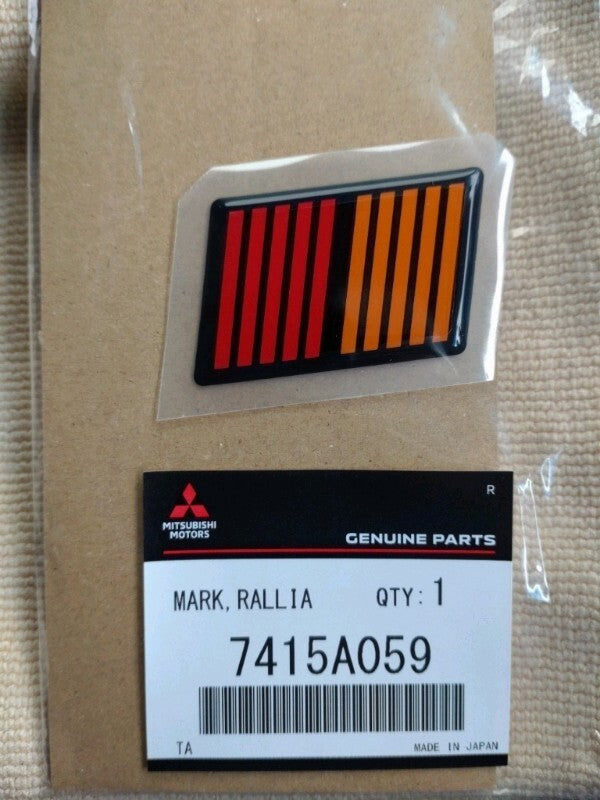 R
MITSUBISHI
MOTORS
GENUINE PARTS
MARK, RALLIA QTY: 1
7415A059
TA MADE IN JAPAN